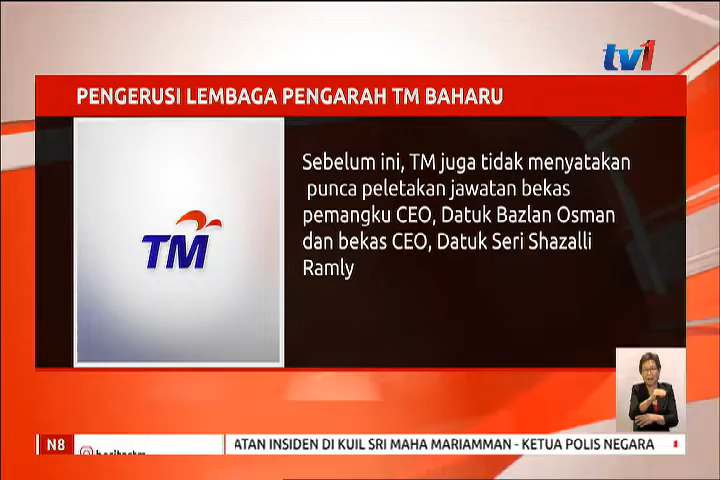 tv1
PENGERUSI LEMBAGA PENGARAH TM BAHARU
Sebelum ini, TM juga tidak menyatakan
punca peletakan jawatan bekas
pemangku CEO, Datuk Bazlan Osman
dan bekas CEO, Datuk Seri Shazalli
Ramly
TM
N8
ATAN INSIDEN DI KUIL SRI MAHA MARIAMMAN - KETUA POLIS NEGARA